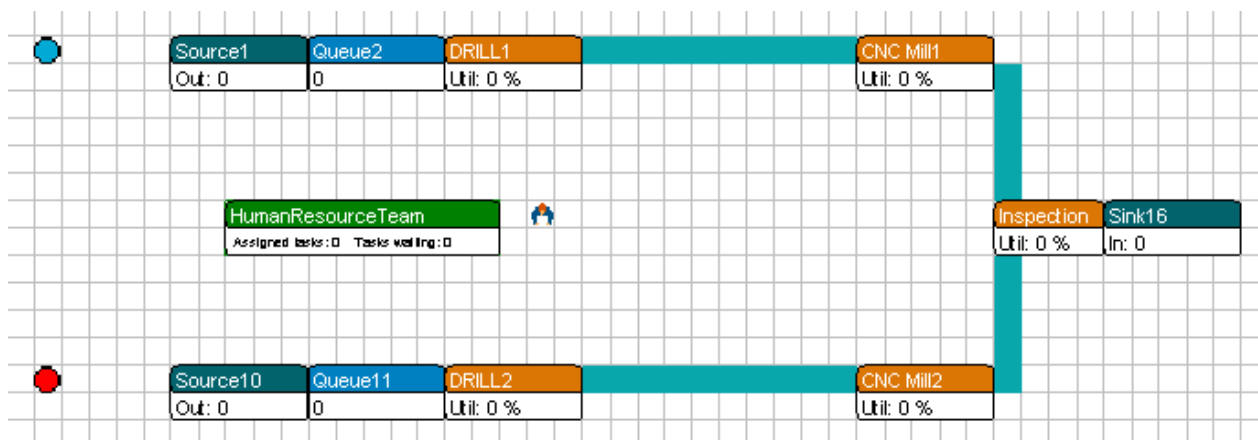 Source1 Queue2 DRILL1 CNC Mill1
Out: 0 0 Util: 0 % Util: 0 %
HumanResourceTeam Inspection Sink16
Assigned tasks: 0 Tasks waiting: 0 Util: 0 % In: 0
Source10 Queue11 DRILL2 CNC Mill2
Out: 0 0 Util: 0 % Util: 0 %